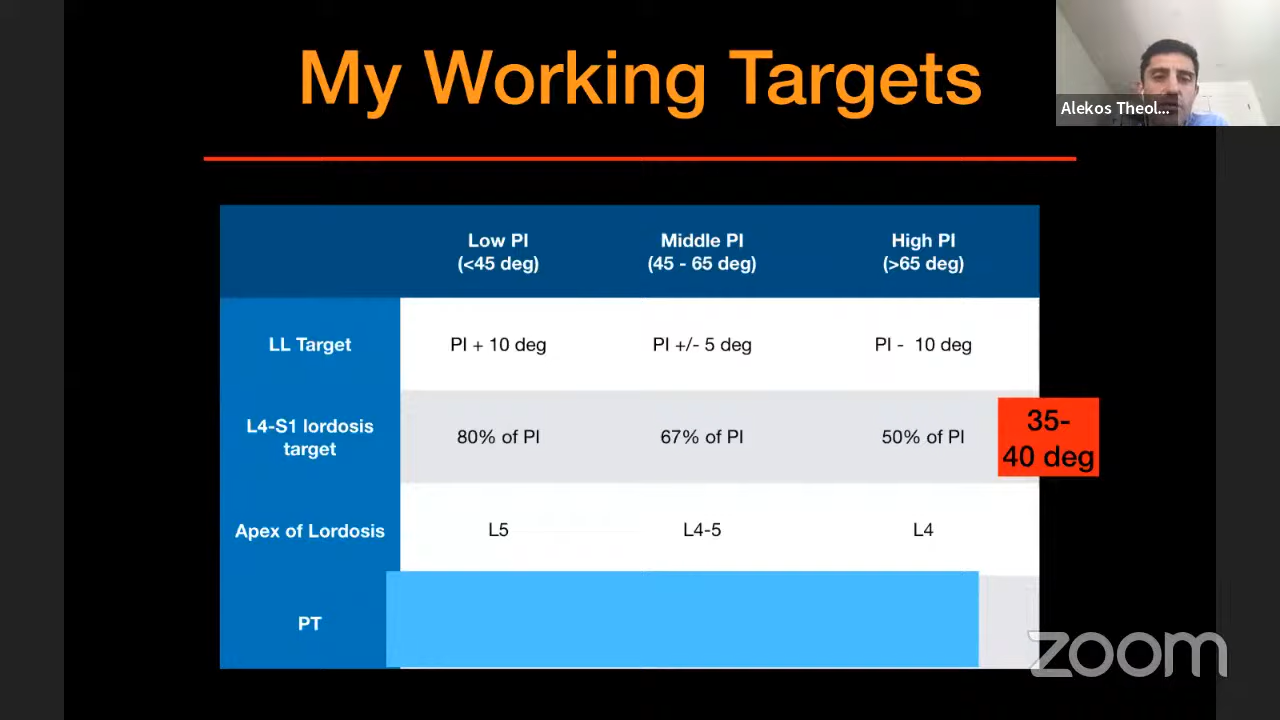 My Working Targets
Alekos Theol...
Low PI Middle PI High PI
(<45 deg) (45 - 65 deg) (>65 deg)
LL Target PI + 10 deg PI +/- 5 deg PI - 10 deg
L4-S1 lordosis
target
80% of PI 67% of PI 50% of PI
35-
40 deg
Apex of Lordosis L5 L4-5 L4
PT
zoom